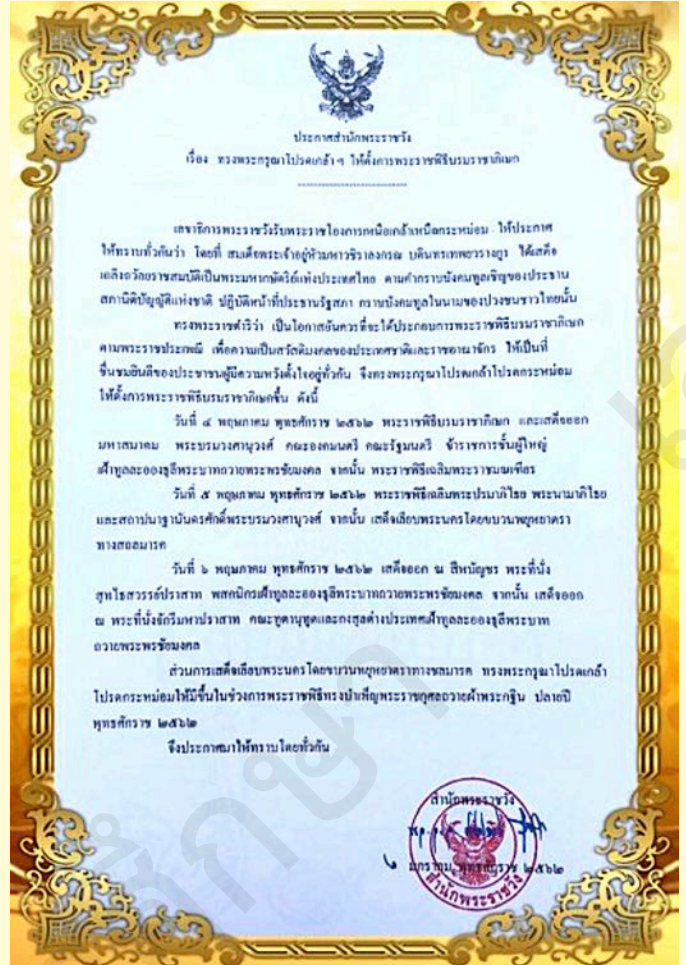 ประกาศสำนักพระราชวัง
เรื่อง ทรงพระกรุณาโปรดเกล้าฯ ให้ตั้งการพระราชพิธีบรมราชาภิเษก
เลขาธิการพระราชวังรับพระราชโองการเหนือเกล้าเหนือกระหม่อม ให้ประกาศ
ให้ทราบทั่วกันว่า โดยที่ สมเด็จพระเจ้าอยู่หัวมหาวชิราลงกรณ บดินทรเทพยวรางกูร ได้เสด็จ
เถลิงถวัลยราชสมบัติเป็นพระมหากษัตริย์แห่งประเทศไทย ตามคำกราบบังคมทูลเชิญของประธาน
สภานิติบัญญัติแห่งชาติ ปฏิบัติหน้าที่ประธานรัฐสภา กราบบังคมทูลในนามของปวงชนชาวไทยนั้น
ทรงพระราชดำริว่า เป็นโอกาสอันควรที่จะได้ประกอบการพระราชพิธีบรมราชาภิเษก
ตามพระราชประเพณี เพื่อความเป็นสวัสดิมงคลของประเทศชาติและราชอาณาจักร ให้เป็นที่
ชื่นชมยินดีของประชาชนผู้มีความหวังตั้งใจอยู่ทั่วกัน จึงทรงพระกรุณาโปรดเกล้าโปรดกระหม่อม
ให้ตั้งการพระราชพิธีบรมราชาภิเษกขึ้น ดังนี้
วันที่ ๔ พฤษภาคม พุทธศักราช ๒๕๖๒ พระราชพิธีบรมราชาภิเษก และเสด็จออก
มหาสมาคม พระบรมวงศานุวงศ์ คณะองคมนตรี คณะรัฐมนตรี ข้าราชการชั้นผู้ใหญ่
เฝ้าทูลละอองธุลีพระบาทถวายพระพรชัยมงคล จากนั้น พระราชพิธีเฉลิมพระราชมณเฑียร
วันที่ ๕ พฤษภาคม พุทธศักราช ๒๕๖๒ พระราชพิธีเฉลิมพระปรมาภิไธย พระนามาภิไธย
และสถาปนาฐานันดรศักดิ์พระบรมวงศานุวงศ์ จากนั้น เสด็จเลียบพระนครโดยขบวนพยุหยาตรา
ทางสถลมารค
วันที่ ๖ พฤษภาคม พุทธศักราช ๒๕๖๒ เสด็จออก ณ สีหบัญชร พระที่นั่ง
สุทไธสวรรย์ปราสาท พสกนิกรเฝ้าทูลละอองธุลีพระบาทถวายพระพรชัยมงคล จากนั้น เสด็จออก
ณ พระที่นั่งจักรีมหาปราสาท คณะทูตานุทูตและกงสุลต่างประเทศเฝ้าทูลละอองธุลีพระบาท
ถวายพระพรชัยมงคล
ส่วนการเสด็จเลียบพระนครโดยขบวนพยุหยาตราทางชลมารค ทรงพระกรุณาโปรดเกล้า
โปรดกระหม่อมให้มีขึ้นในช่วงการพระราชพิธีทรงบำเพ็ญพระราชกุศลถวายผ้าพระกฐิน ปลายปี
พุทธศักราช ๒๕๖๒
จึงประกาศมาให้ทราบโดยทั่วกัน
สำนักพระราชวัง
มกราคม พุทธศักราช ๒๕๖๒
สำนักพระราชวัง